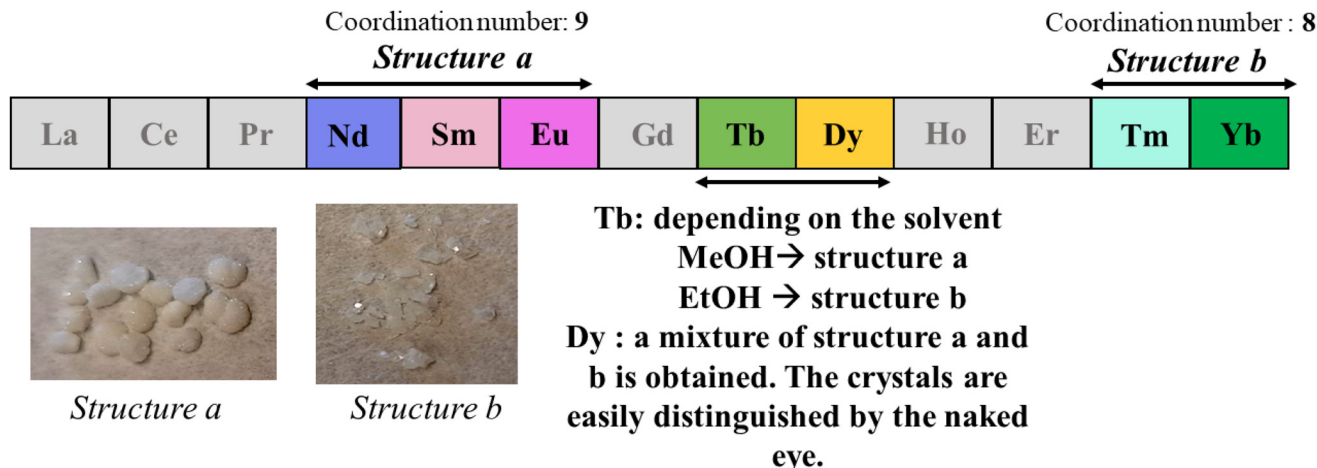 Coordination number: 9
Coordination number : 8
Structure a
Structure b
La Ce Pr Nd Sm Eu Gd Tb Dy Ho Er Tm Yb
Tb: depending on the solvent
MeOH→ structure a
EtOH → structure b
Dy : a mixture of structure a and
b is obtained. The crystals are
easily distinguished by the naked
eye.
Structure a
Structure b